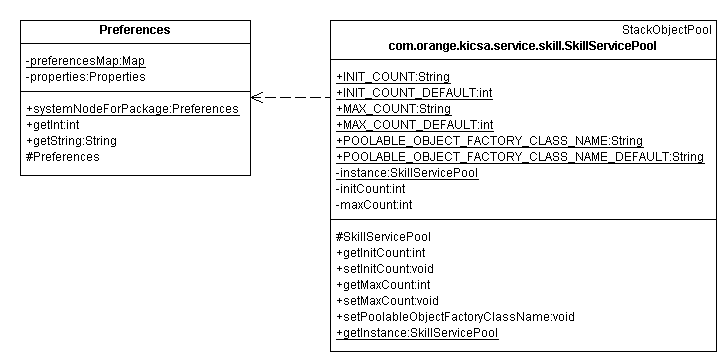 Preferences
-preferencesMap:Map
-properties:Properties
+systemNodeForPackage:Preferences
+getInt:int
+getString:String
#Preferences
StackObjectPool
com.orange.kicsa.service.skill.SkillServicePool
+INIT_COUNT:String
+INIT_COUNT_DEFAULT:int
+MAX_COUNT:String
+MAX_COUNT_DEFAULT:int
+POOLABLE_OBJECT_FACTORY_CLASS_NAME:String
+POOLABLE_OBJECT_FACTORY_CLASS_NAME_DEFAULT:String
-instance:SkillServicePool
-initCount:int
-maxCount:int
#SkillServicePool
+getInitCount:int
+setInitCount:void
+getMaxCount:int
+setMaxCount:void
+setPoolableObjectFactoryClassName:void
+getInstance:SkillServicePool